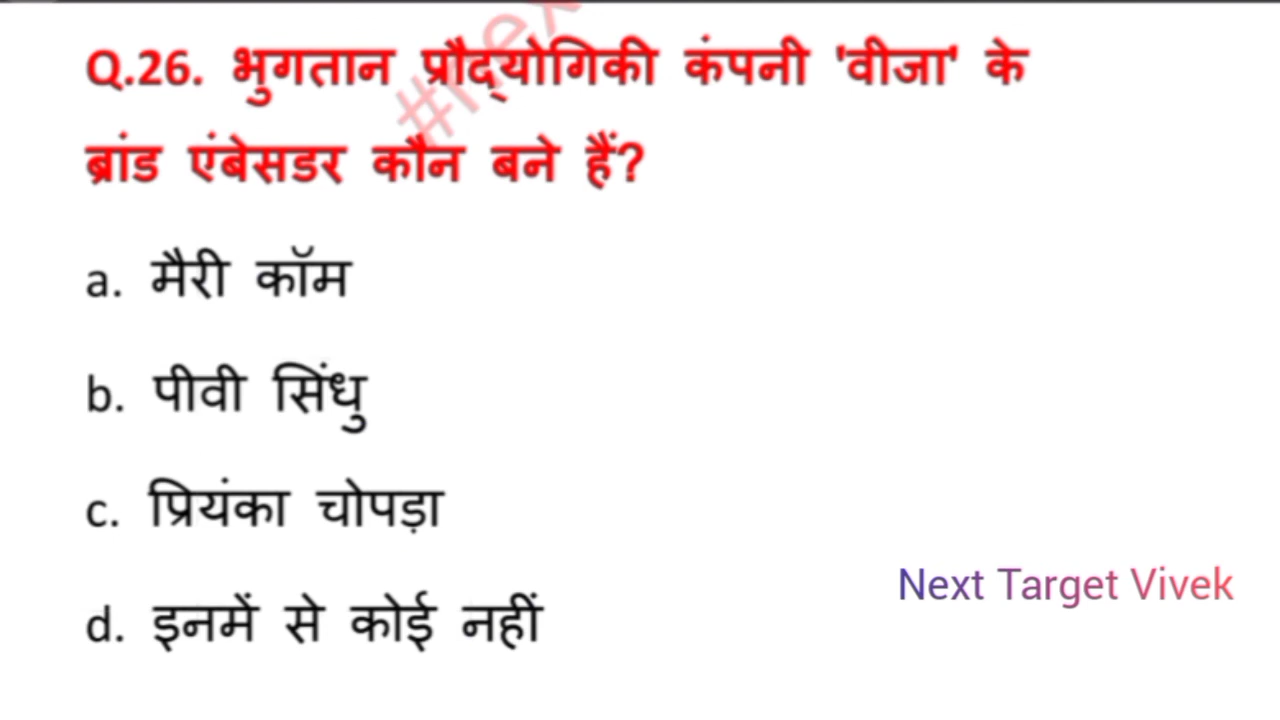 Q.26. भुगतान प्रौद्योगिकी कंपनी 'वीजा' के
ब्रांड एंबेसडर कौन बने हैं?
a. मैरी कॉम
b. पीवी सिंधु
c. प्रियंका चोपड़ा
d. इनमें से कोई नहीं
Next Target Vivek